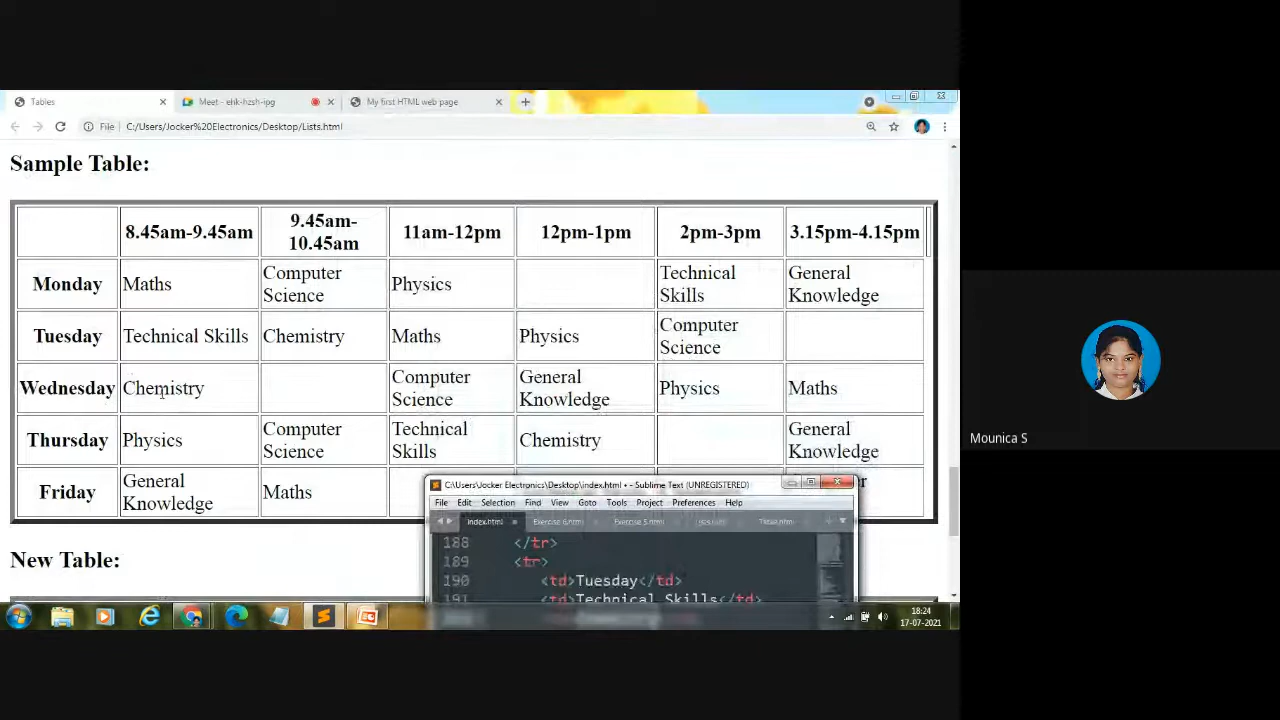 Tables
Meet - ehk-hzsh-ipg
My first HTML web page
File
C:/Users/Jocker%20Electronics/Desktop/Lists.html
Sample Table:
8.45am-9.45am
9.45am-
10.45am
11am-12pm
12pm-1pm
2pm-3pm
3.15pm-4.15pm
Monday
Maths
Computer
Science
Physics
Technical
Skills
General
Knowledge
Tuesday
Technical Skills
Chemistry
Maths
Physics
Computer
Science
Wednesday
Chemistry
Computer
Science
General
Knowledge
Physics
Maths
Thursday
Physics
Computer
Science
Technical
Skills
Chemistry
General
Knowledge
Friday
General
Knowledge
Maths
C:\Users\Jocker Electronics\Desktop\index.html • - Sublime Text (UNREGISTERED)
File Edit Selection Find View Goto Tools Project Preferences Help
index.html
Exercise 6.html
Exercise 5.html
188 </tr>
189 <tr>
190 <td>Tuesday</td>
191 <td>Technical Skills</td>
New Table:
18:24
17-07-2021
Mounica S